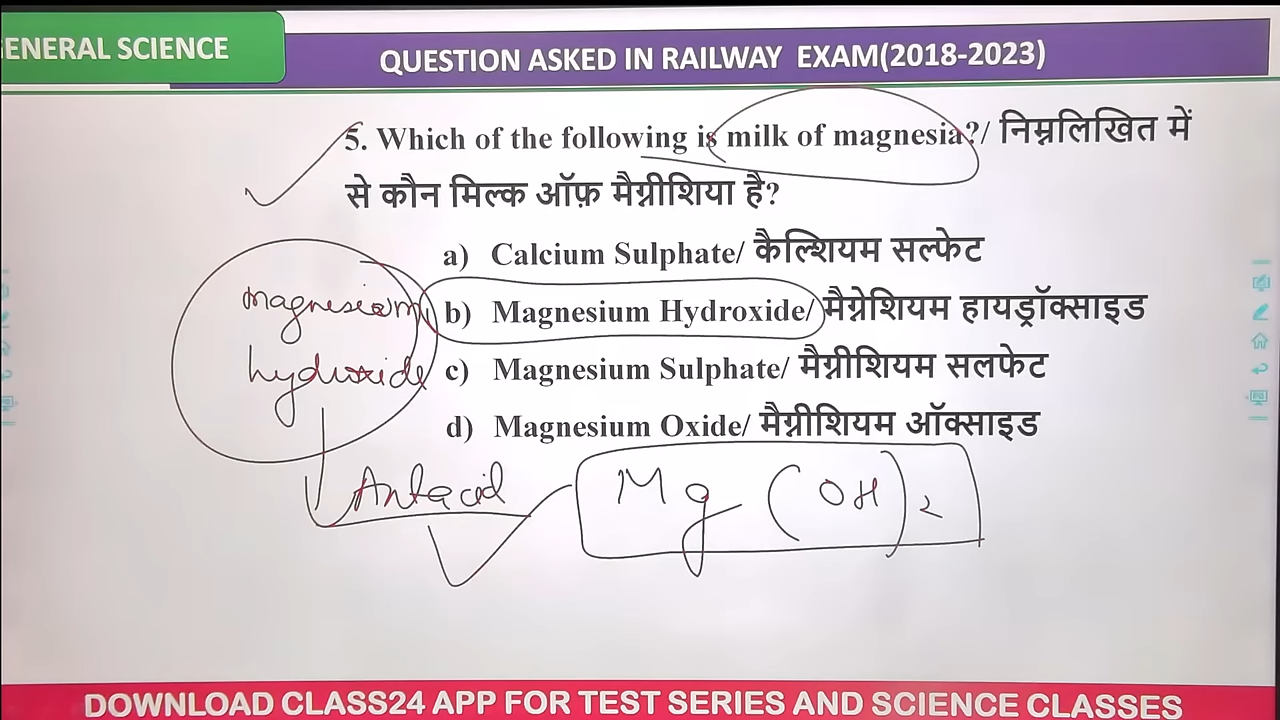 ENERAL SCIENCE
QUESTION ASKED IN RAILWAY EXAM(2018-2023)
5. Which of the following is milk of magnesia?/ निम्नलिखित में
से कौन मिल्क ऑफ़ मैग्नीशिया है?
a) Calcium Sulphate/ कैल्शियम सल्फेट
b) Magnesium Hydroxide/ मैग्नेशियम हायड्रॉक्साइड
c) Magnesium Sulphate/ मैग्नीशियम सलफेट
d) Magnesium Oxide/ मैग्नीशियम ऑक्साइड
magnesium
hydroxide
Antacid
Mg (OH)2
DOWNLOAD CLASS24 APP FOR TEST SERIES AND SCIENCE CLASSES